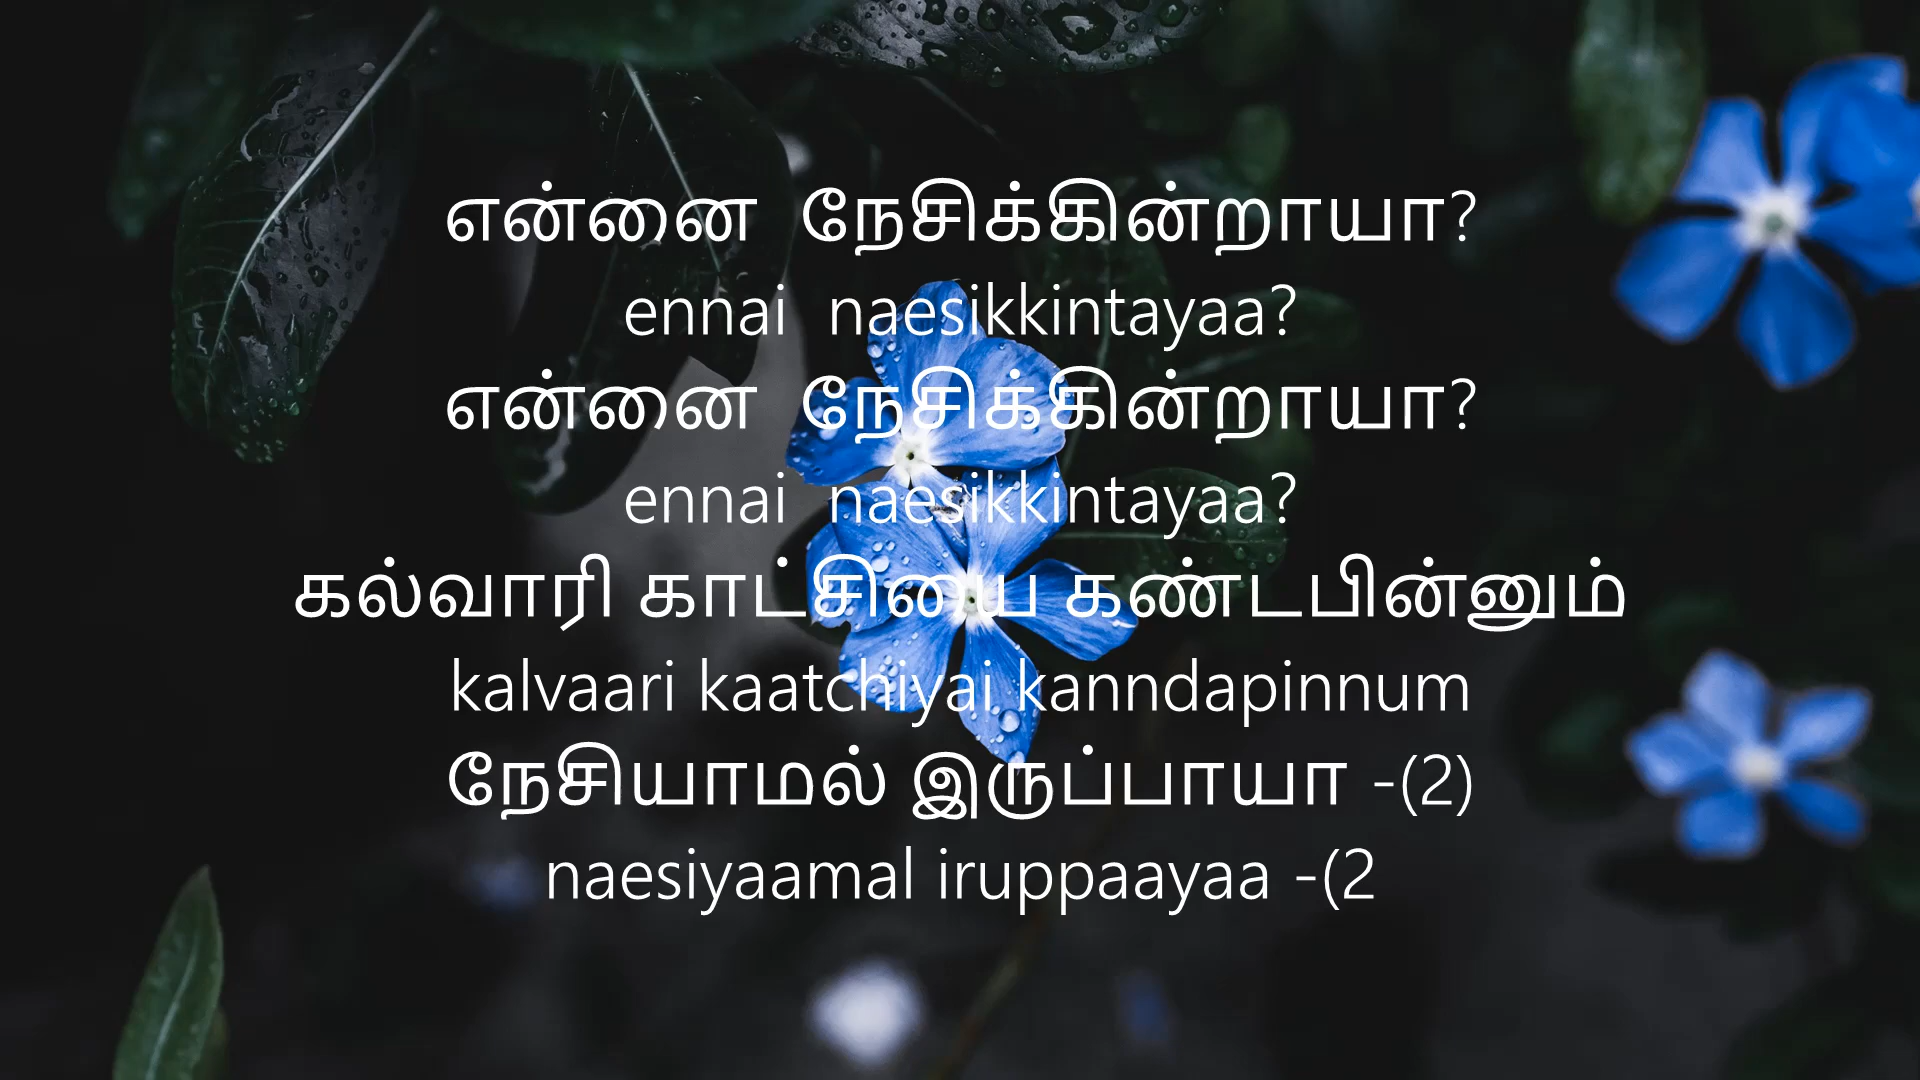 என்னை  நேசிக்கின்றாயா?
ennai  naesikkintayaa?
என்னை  நேசிக்கின்றாயா?
ennai  naesikkintayaa?
கல்வாரி காட்சியை கண்டபின்னும்
kalvaari kaatchiyai kanndapinnum
நேசியாமல் இருப்பாயா -(2)
naesiyaamal iruppaayaa -(2